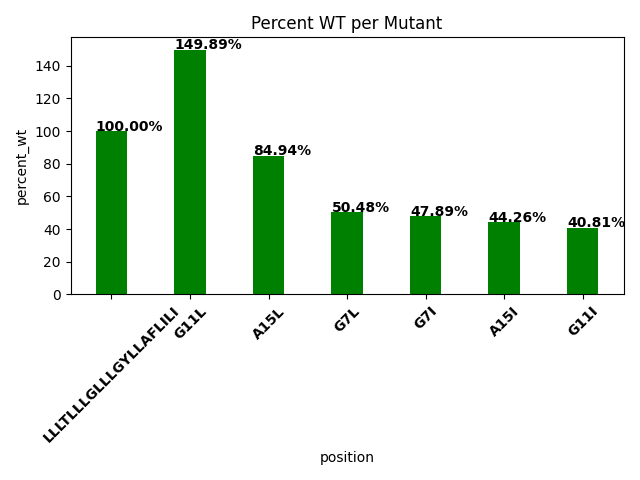 Percent WT per Mutant
percent_wt
140
120
100
80
60
40
20
0
100.00%
149.89%
84.94%
50.48%
47.89%
44.26%
40.81%
LLLTLLLGLLLGYLLAFLILI
G11L
A15L
G7L
G7I
A15I
G11I
position